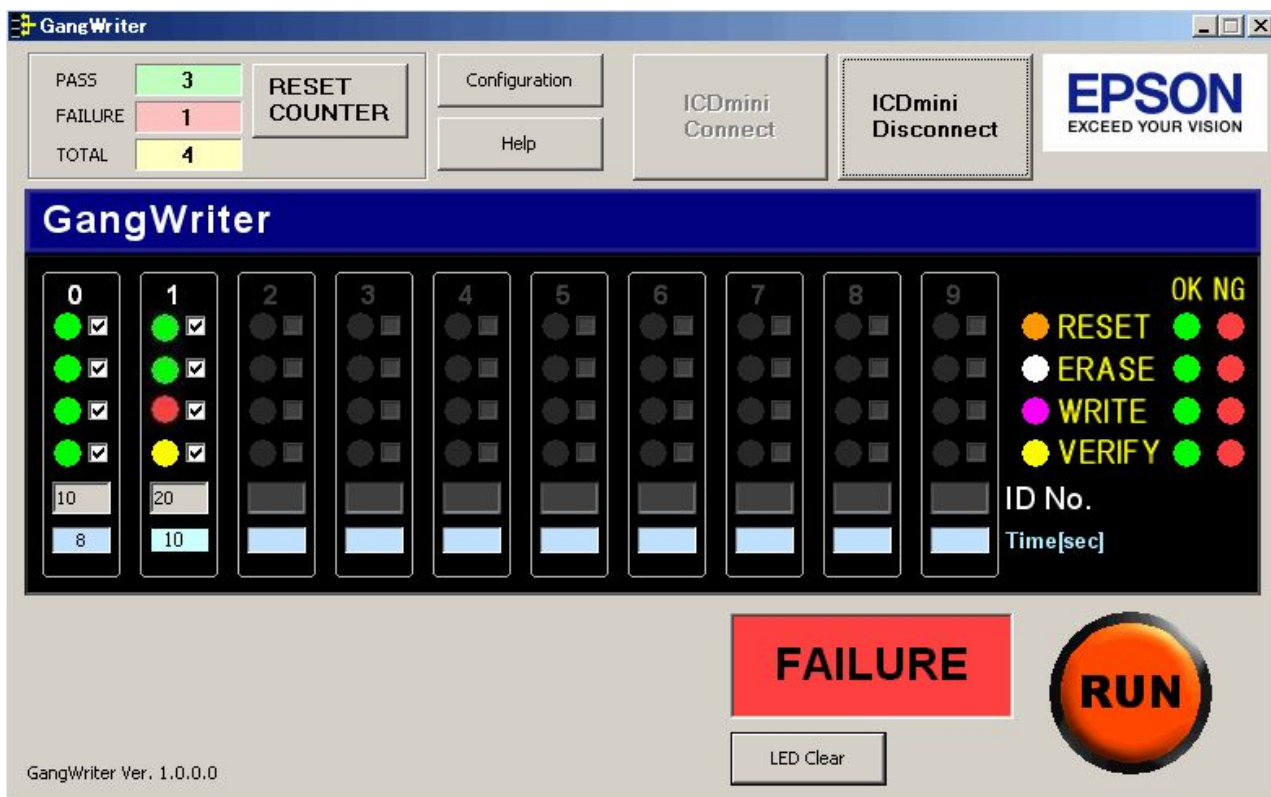 GangWriter
PASS 3
FAILURE 1
TOTAL 4
RESET
COUNTER
Configuration
Help
ICDmini
Connect
ICDmini
Disconnect
EPSON
EXCEED YOUR VISION
GangWriter
0 1 2 3 4 5 6 7 8 9
OK NG
RESET
ERASE
WRITE
VERIFY
10 20 ID No.
8 10 Time[sec]
FAILURE
RUN
LED Clear
GangWriter Ver. 1.0.0.0